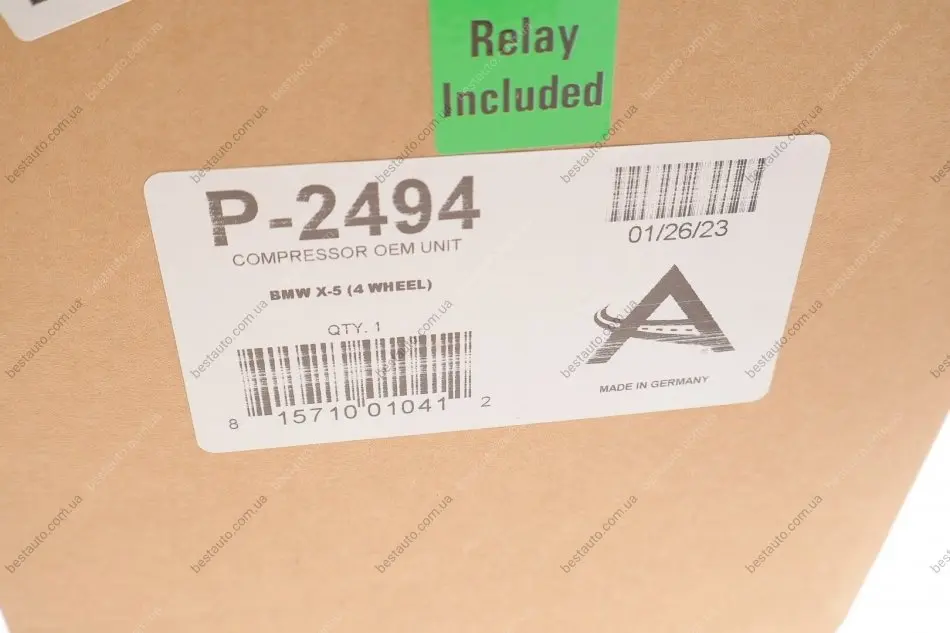 Relay
Included
P-2494
COMPRESSOR OEM UNIT
BMW X-5 (4 WHEEL)
QTY. 1
8 15710 01041 2
01/26/23
A
MADE IN GERMANY
bestauto.com.ua